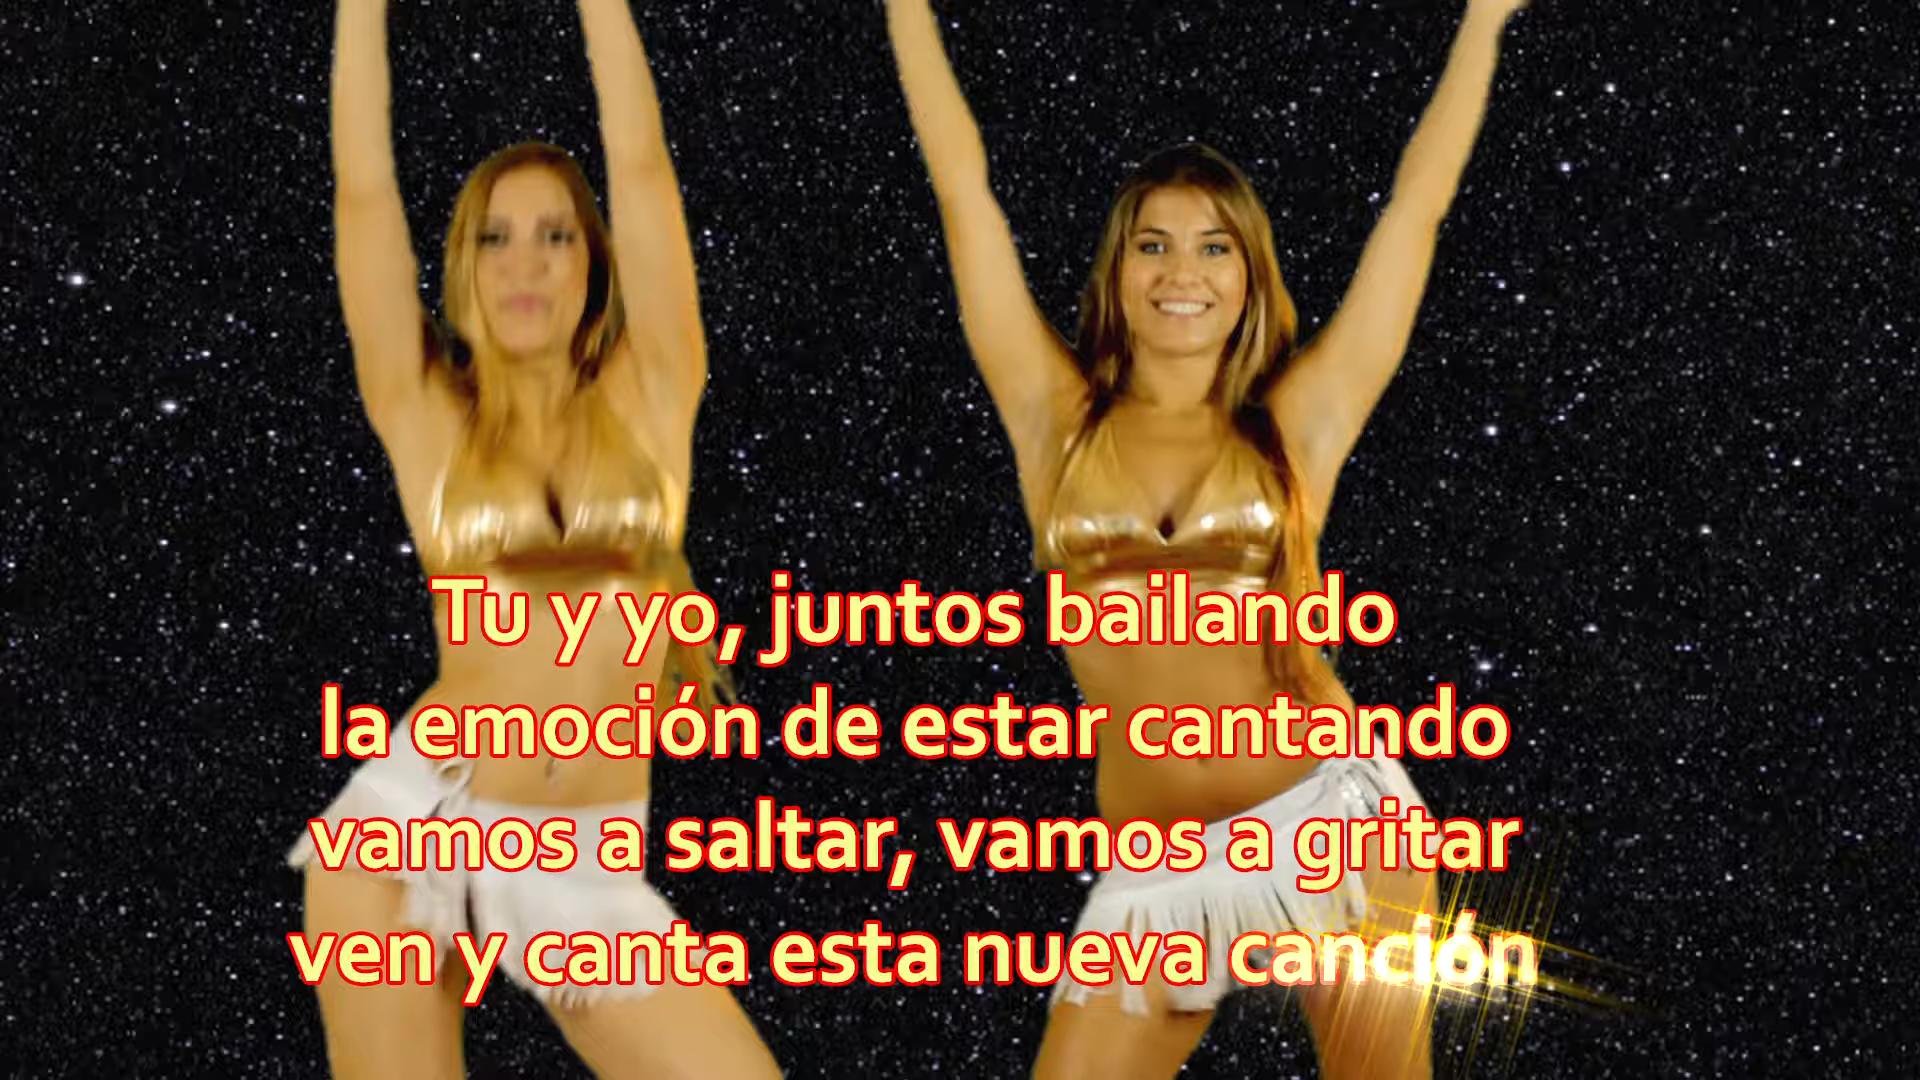 Tu y yo, juntos bailando
la emoción de estar cantando
vamos a saltar, vamos a gritar
ven y canta esta nueva canción